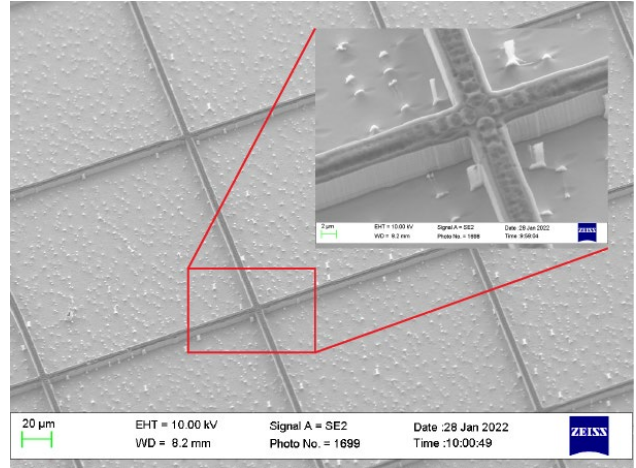 2 µm
EHT = 10.00 kV
Signal A = SE2
Date :28 Jan 2022
WD = 8.2 mm
Photo No. = 1698
Time :9:58:04
ZEISS
20 µm
EHT = 10.00 kV
Signal A = SE2
Date :28 Jan 2022
WD = 8.2 mm
Photo No. = 1699
Time :10:00:49
ZEISS